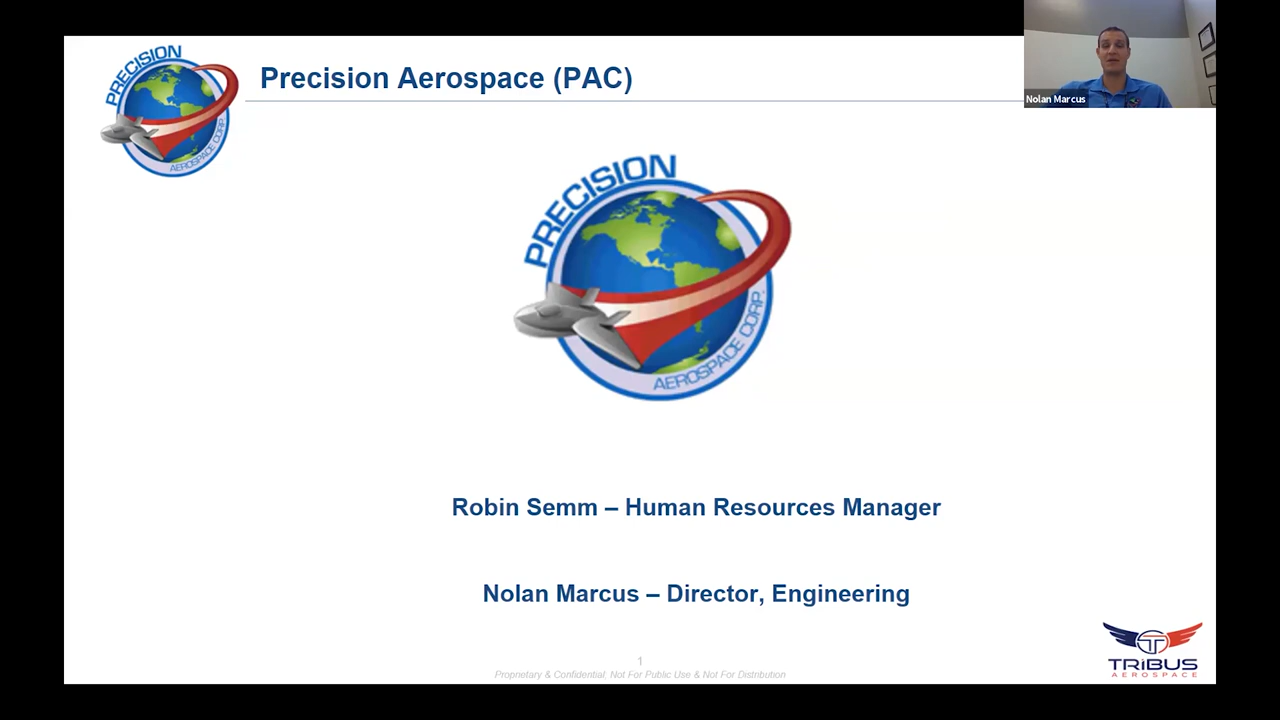 PRECISION
AEROSPACE CORP.
Precision Aerospace (PAC)
Nolan Marcus
PRECISION
AEROSPACE CORP.
Robin Semm – Human Resources Manager
Nolan Marcus – Director, Engineering
1
Proprietary & Confidential; Not For Public Use & Not For Distribution
T
TRIBUS
AEROSPACE